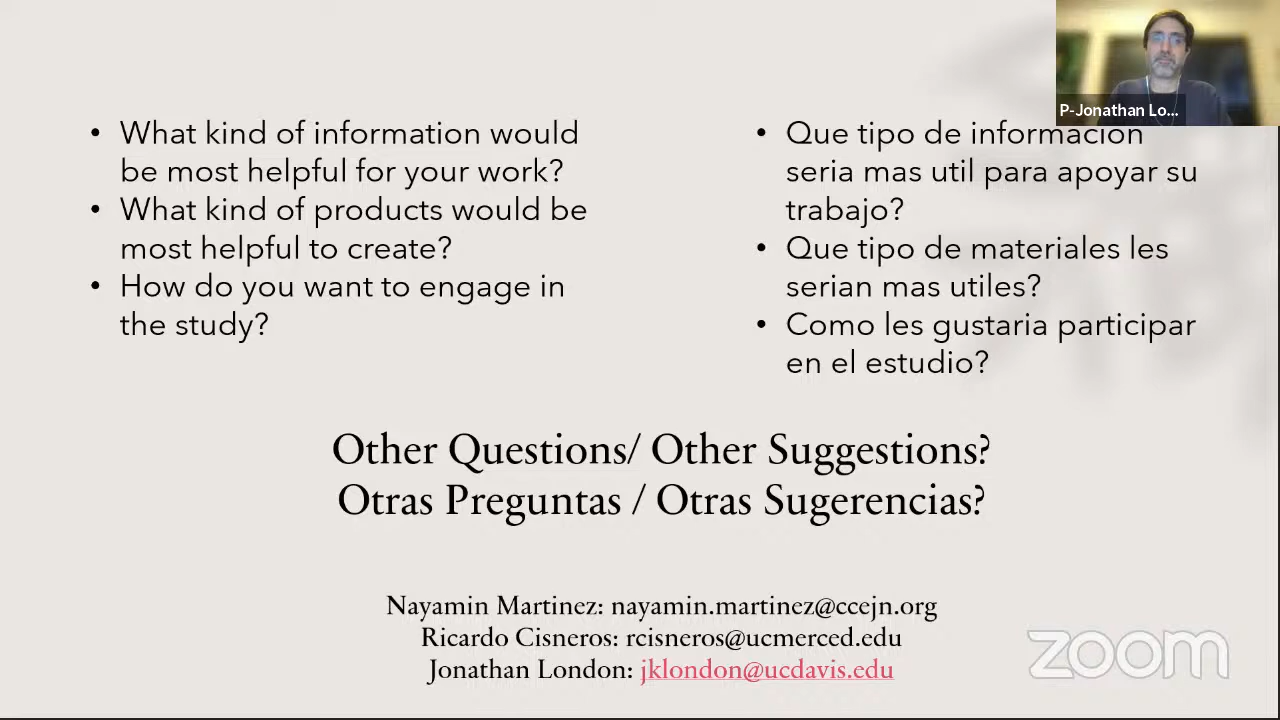 P-Jonathan Lo...
• What kind of information would
be most helpful for your work?
• What kind of products would be
most helpful to create?
• How do you want to engage in
the study?
• Que tipo de información
seria mas util para apoyar su
trabajo?
• Que tipo de materiales les
serian mas utiles?
• Como les gustaria participar
en el estudio?
Other Questions/ Other Suggestions?
Otras Preguntas / Otras Sugerencias?
Nayamin Martinez: nayamin.martinez@ccejn.org
Ricardo Cisneros: rcisneros@ucmerced.edu
Jonathan London: jklondon@ucdavis.edu
zoom